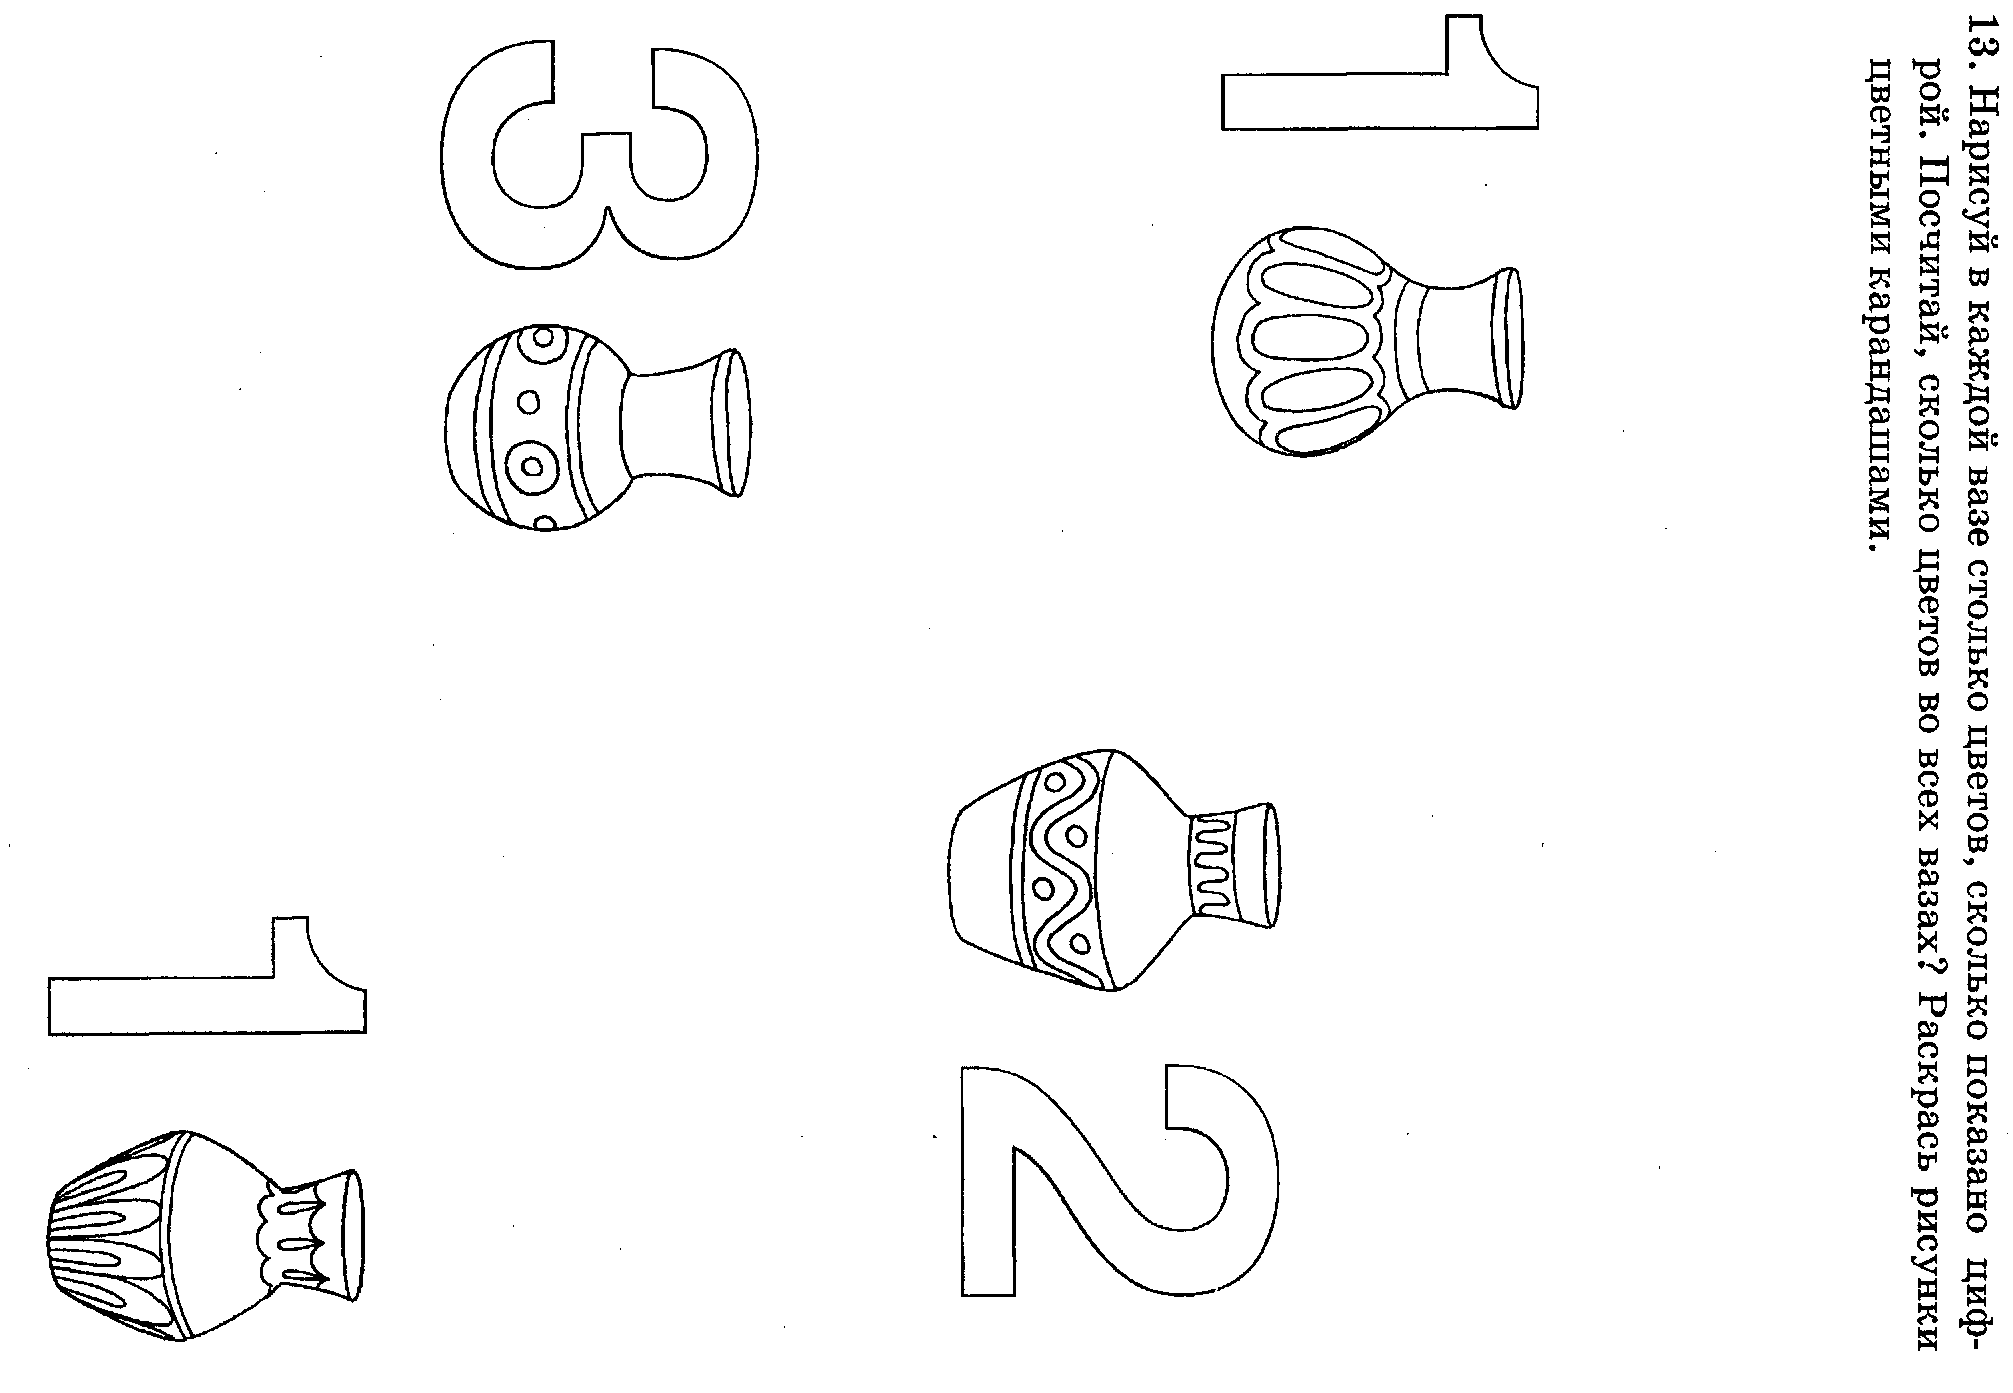 13. Нарисуй в каждой вазе столько цветов, сколько показано циф-
рой. Посчитай, сколько цветов во всех вазах? Раскрась рисунки
цветными карандашами.
1
2
3
1